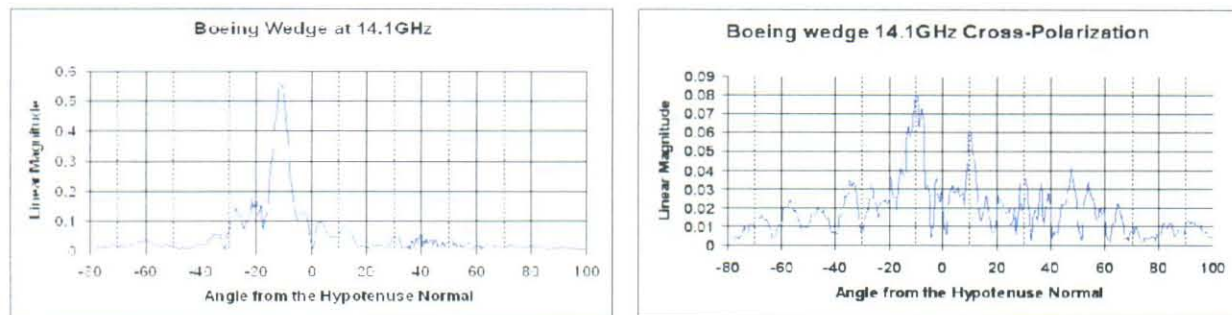 Boeing Wedge at 14.1GHz
0.6
0.5
0.4
0.3
0.2
0.1
0
-80 -60 -40 -20 0 20 40 60 80 100
Linear Magnitude
Angle from the Hypotenuse Normal
Boeing wedge 14.1GHz Cross-Polarization
0.09
0.08
0.07
0.06
0.05
0.04
0.03
0.02
0.01
0
-80 -60 -40 -20 0 20 40 60 80 100
Linear Magnitude
Angle from the Hypotenuse Normal